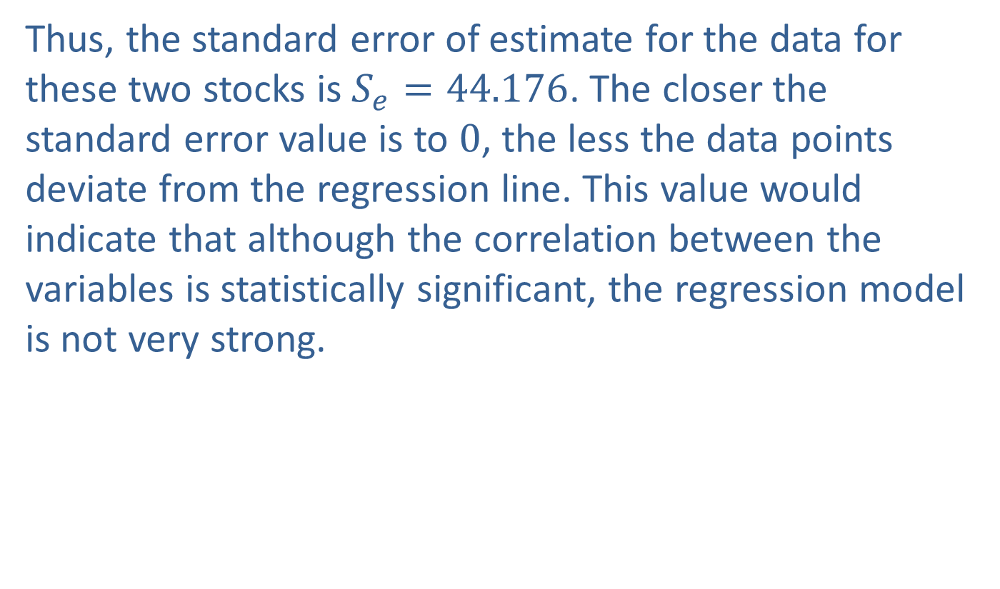 Thus, the standard error of estimate for the data for
these two stocks is Sₑ = 44.176. The closer the
standard error value is to 0, the less the data points
deviate from the regression line. This value would
indicate that although the correlation between the
variables is statistically significant, the regression model
is not very strong.